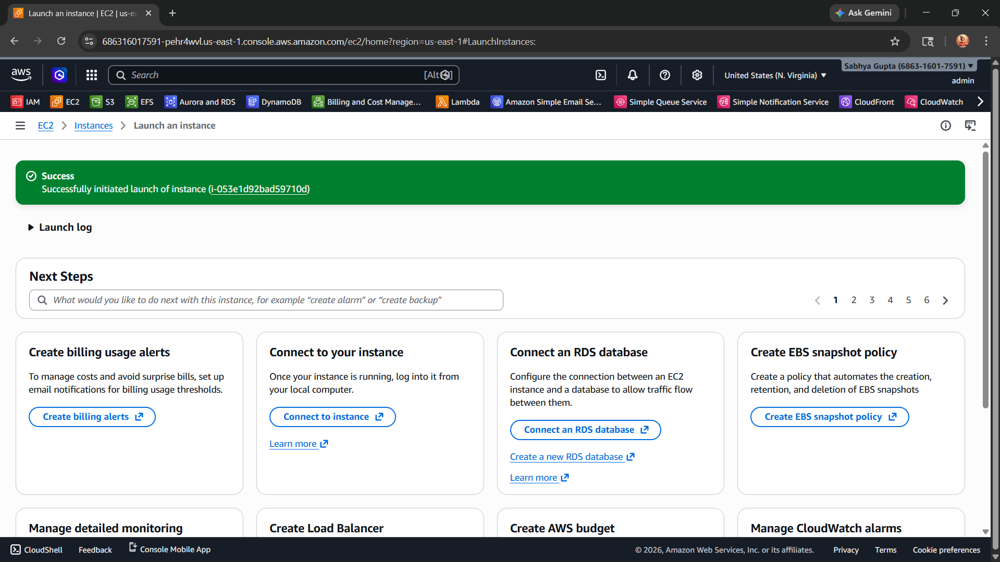 Launch an instance | EC2 | us-ea
Ask Gemini
686316017591-pehr4wvl.us-east-1.console.aws.amazon.com/ec2/home?region=us-east-1#LaunchInstances:
aws
Search
[Alt+S]
United States (N. Virginia) ▼
Sabhya Gupta (6863-1601-7591) ▼
admin
IAM
EC2
S3
EFS
Aurora and RDS
DynamoDB
Billing and Cost Manage...
Lambda
Amazon Simple Email Se...
Simple Queue Service
Simple Notification Service
CloudFront
CloudWatch
EC2
Instances
Launch an instance
Success
Successfully initiated launch of instance (i-053e1d92bad59710d)
Launch log
Next Steps
What would you like to do next with this instance, for example “create alarm” or “create backup"
1 2 3 4 5 6
Create billing usage alerts
To manage costs and avoid surprise bills, set up
email notifications for billing usage thresholds.
Create billing alerts
Connect to your instance
Once your instance is running, log into it from
your local computer.
Connect to instance
Learn more
Connect an RDS database
Configure the connection between an EC2
instance and a database to allow traffic flow
between them.
Connect an RDS database
Create a new RDS database
Learn more
Create EBS snapshot policy
Create a policy that automates the creation,
retention, and deletion of EBS snapshots
Create EBS snapshot policy
Manage detailed monitoring
Create Load Balancer
Create AWS budget
Manage CloudWatch alarms
CloudShell
Feedback
Console Mobile App
© 2026, Amazon Web Services, Inc. or its affiliates.
Privacy
Terms
Cookie preferences